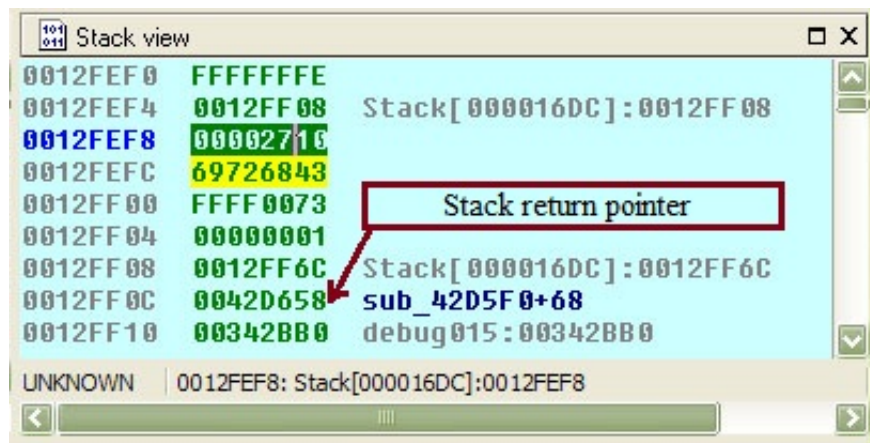 101
011
Stack view
0012FEF0 FFFFFFFE
0012FEF4 0012FF08 Stack[000016DC]:0012FF08
0012FEF8 00002710
0012FEFC 69726843
0012FF00 FFFF0073 Stack return pointer
0012FF04 00000001
0012FF08 0012FF6C Stack[000016DC]:0012FF6C
0012FF0C 0042D658 sub_42D5F0+68
0012FF10 00342BB0 debug015:00342BB0
UNKNOWN 0012FEF8: Stack[000016DC]:0012FEF8